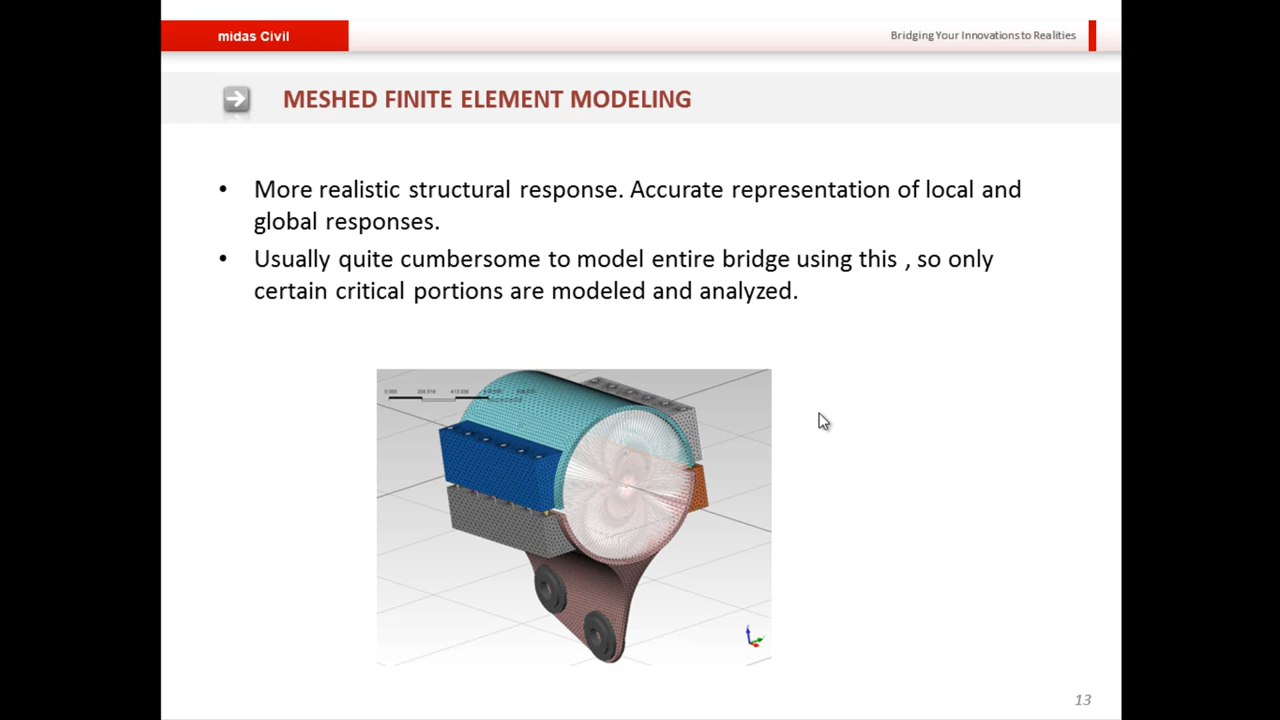 midas Civil
Bridging Your Innovations to Realities
MESHED FINITE ELEMENT MODELING
• More realistic structural response. Accurate representation of local and
global responses.
• Usually quite cumbersome to model entire bridge using this , so only
certain critical portions are modeled and analyzed.
0.000
13